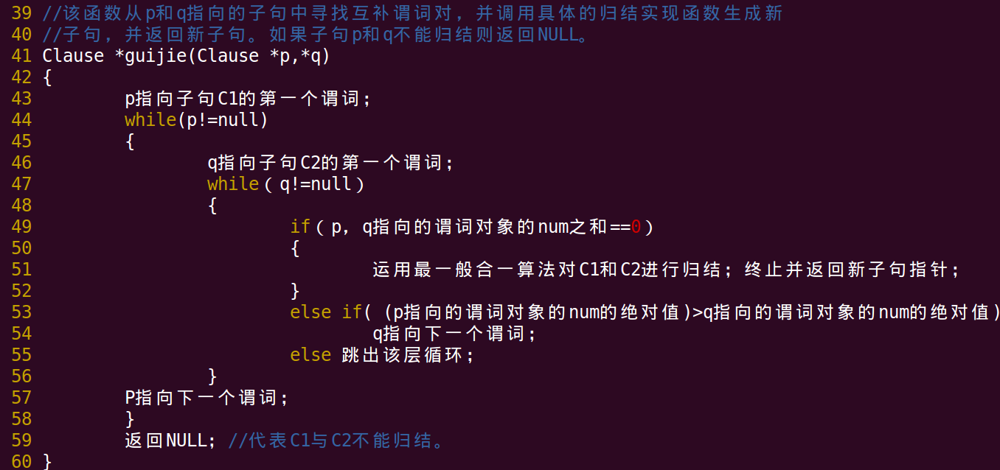 39 //该函数从p和q指向的子句中寻找互补谓词对，并调用具体的归结实现函数生成新
40 //子句，并返回新子句。如果子句p和q不能归结则返回NULL。
41 Clause *guijie(Clause *p,*q)
42 {
43 p指向子句C1的第一个谓词；
44 while(p!=null)
45 {
46 q指向子句C2的第一个谓词；
47 while（q!=null）
48 {
49 if（p，q指向的谓词对象的num之和==0）
50 {
51 运用最一般合一算法对C1和C2进行归结；终止并返回新子句指针；
52 }
53 else if( (p指向的谓词对象的num的绝对值)>q指向的谓词对象的num的绝对值)
54 q指向下一个谓词；
55 else 跳出该层循环；
56 }
57 P指向下一个谓词；
58 }
59 返回NULL；//代表C1与C2不能归结。
60 }